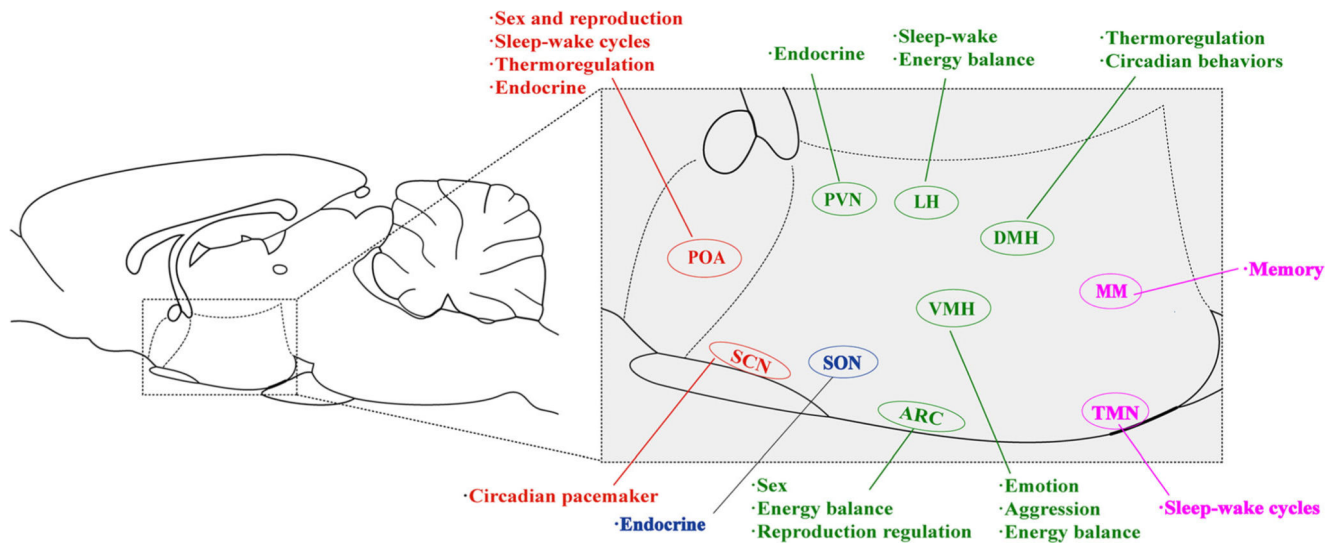 ·Sex and reproduction
·Sleep-wake cycles
·Thermoregulation
·Endocrine
·Endocrine
·Sleep-wake
·Energy balance
·Thermoregulation
·Circadian behaviors
PVN
LH
DMH
POA
MM
·Memory
VMH
SCN
SON
ARC
TMN
·Circadian pacemaker
·Endocrine
·Sex
·Energy balance
·Reproduction regulation
·Emotion
·Aggression
·Energy balance
·Sleep-wake cycles